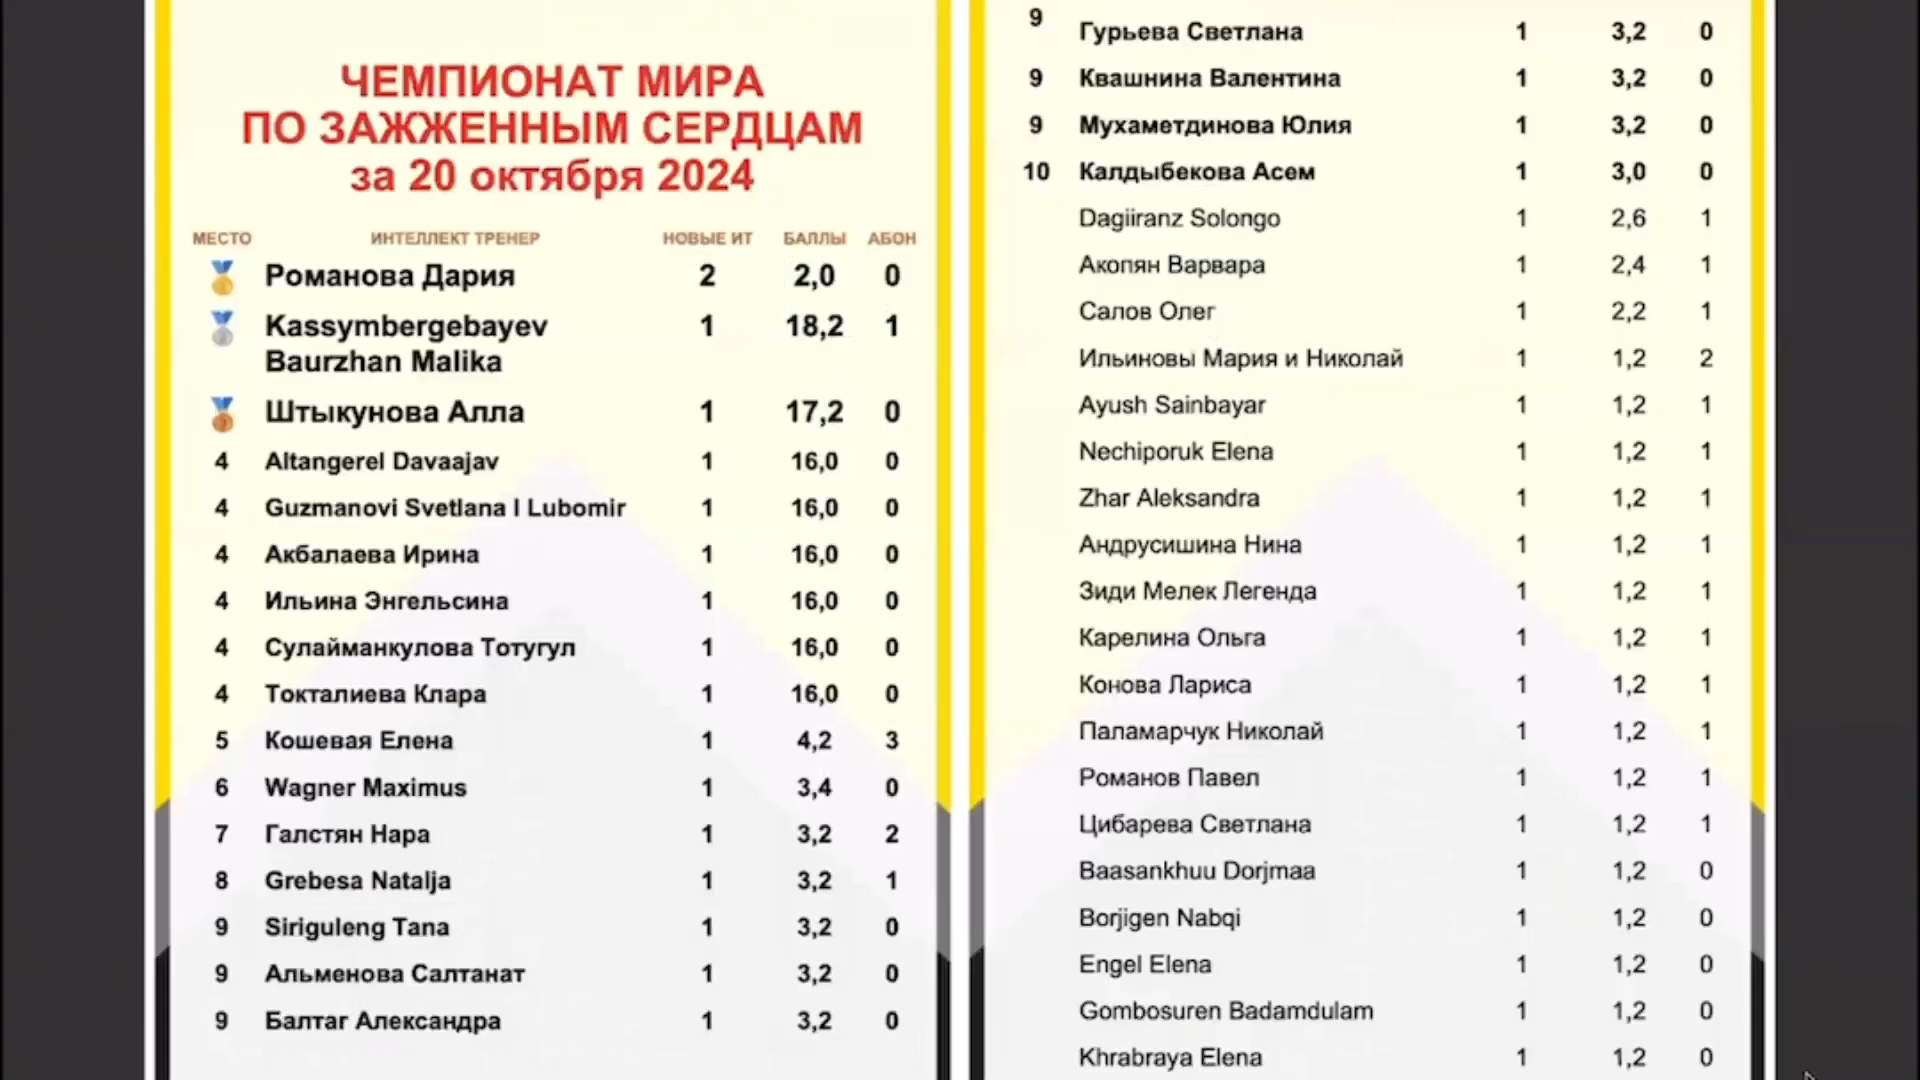 ЧЕМПИОНАТ МИРА
ПО ЗАЖЖЕННЫМ СЕРДЦАМ
за 20 октября 2024
МЕСТО ИНТЕЛЛЕКТ ТРЕНЕР НОВЫЕ ИТ БАЛЛЫ АБОН
Романова Дария 2 2,0 0
Kassymbergebayev 1 18,2 1
Baurzhan Malika
Штыкунова Алла 1 17,2 0
4 Altangerel Davaajav 1 16,0 0
4 Guzmanovi Svetlana I Lubomir 1 16,0 0
4 Акбалаева Ирина 1 16,0 0
4 Ильина Энгельсина 1 16,0 0
4 Сулайманкулова Тотугул 1 16,0 0
4 Токталиева Клара 1 16,0 0
5 Кошевая Елена 1 4,2 3
6 Wagner Maximus 1 3,4 0
7 Галстян Нара 1 3,2 2
8 Grebesa Natalja 1 3,2 1
9 Siriguleng Tana 1 3,2 0
9 Альменова Салтанат 1 3,2 0
9 Балтаг Александра 1 3,2 0
9 Гурьева Светлана 1 3,2 0
9 Квашнина Валентина 1 3,2 0
9 Мухаметдинова Юлия 1 3,2 0
10 Калдыбекова Асем 1 3,0 0
Dagiiranz Solongo 1 2,6 1
Акопян Варвара 1 2,4 1
Салов Олег 1 2,2 1
Ильиновы Мария и Николай 1 1,2 2
Ayush Sainbayar 1 1,2 1
Nechiporuk Elena 1 1,2 1
Zhar Aleksandra 1 1,2 1
Андрусишина Нина 1 1,2 1
Зиди Мелек Легенда 1 1,2 1
Карелина Ольга 1 1,2 1
Конова Лариса 1 1,2 1
Паламарчук Николай 1 1,2 1
Романов Павел 1 1,2 1
Цибарева Светлана 1 1,2 1
Baasankhuu Dorjmaa 1 1,2 0
Borjigen Nabqi 1 1,2 0
Engel Elena 1 1,2 0
Gombosuren Badamdulam 1 1,2 0
Khrabraya Elena 1 1,2 0